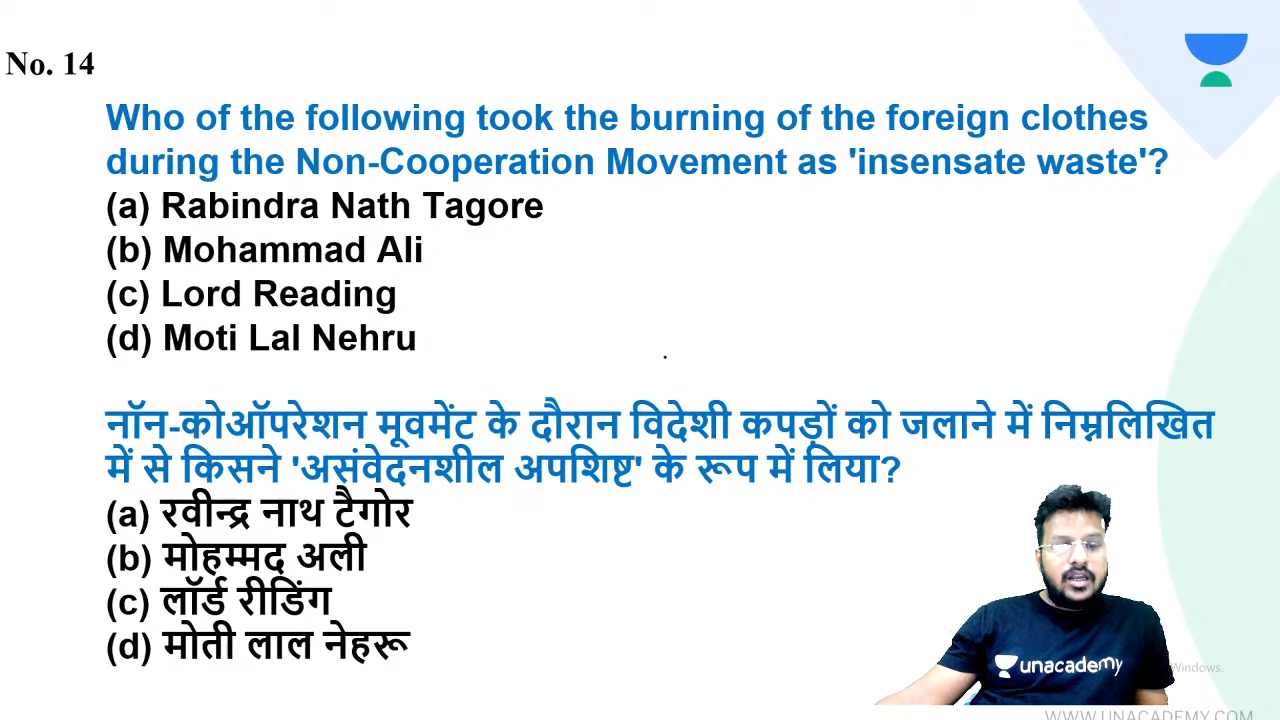 No. 14
Who of the following took the burning of the foreign clothes
during the Non-Cooperation Movement as 'insensate waste'?
(a) Rabindra Nath Tagore
(b) Mohammad Ali
(c) Lord Reading
(d) Moti Lal Nehru
नॉन-कोऑपरेशन मूवमेंट के दौरान विदेशी कपड़ों को जलाने में निम्नलिखित
में से किसने 'असंवेदनशील अपशिष्ट' के रूप में लिया?
(a) रवीन्द्र नाथ टैगोर
(b) मोहम्मद अली
(c) लॉर्ड रीडिंग
(d) मोती लाल नेहरू
unacademy
Windows.
WWW.UNACADEMY.COM